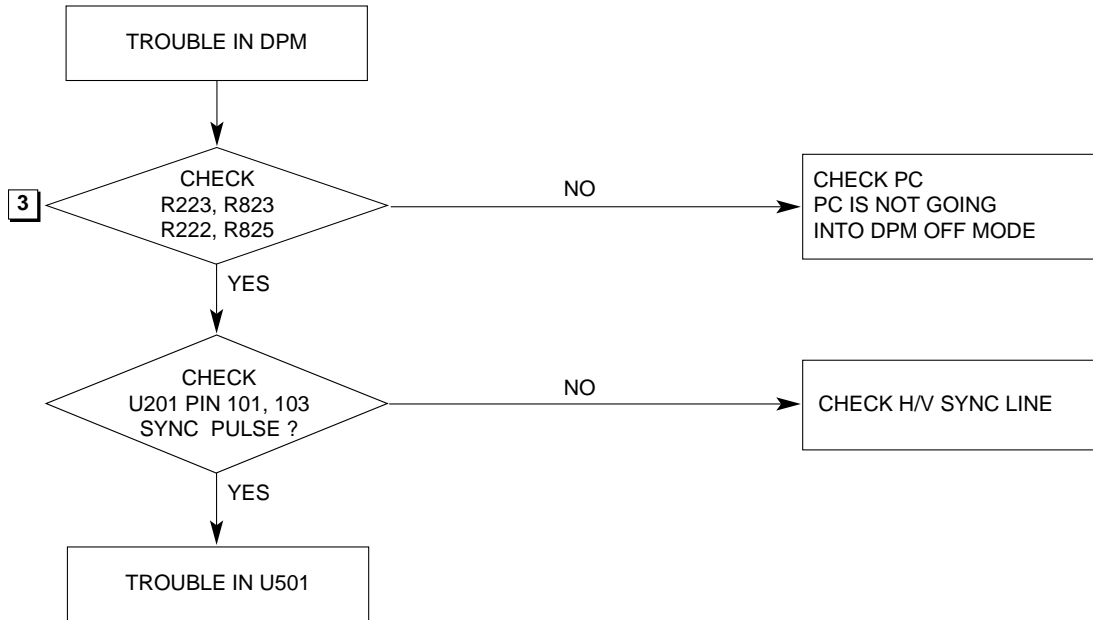 TROUBLE IN DPM
3
CHECK
R223, R823
R222, R825
NO
CHECK PC
PC IS NOT GOING
INTO DPM OFF MODE
YES
CHECK
U201 PIN 101, 103
SYNC PULSE ?
NO
CHECK H/V SYNC LINE
YES
TROUBLE IN U501